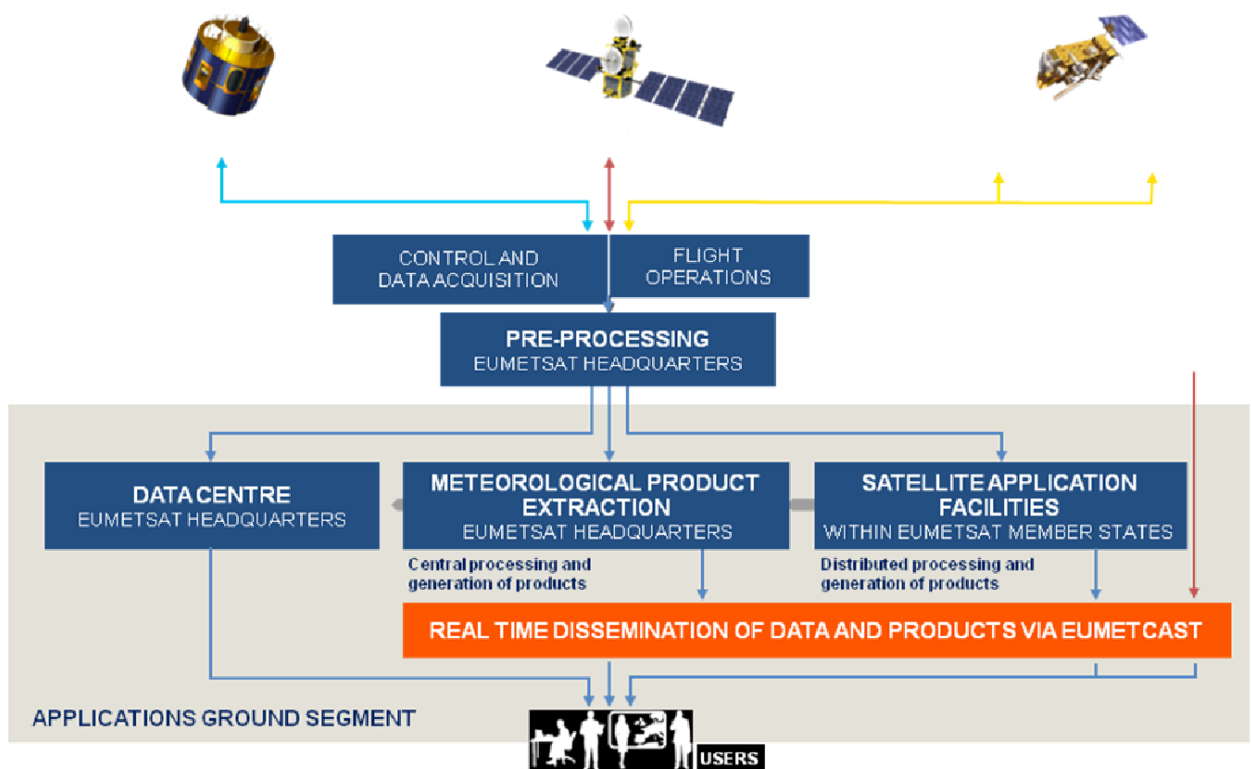 CONTROL AND
DATA ACQUISITION
FLIGHT
OPERATIONS
PRE-PROCESSING
EUMETSAT HEADQUARTERS
DATA CENTRE
EUMETSAT HEADQUARTERS
METEOROLOGICAL PRODUCT
EXTRACTION
EUMETSAT HEADQUARTERS
SATELLITE APPLICATION
FACILITIES
WITHIN EUMETSAT MEMBER STATES
Central processing and
generation of products
Distributed processing and
generation of products
REAL TIME DISSEMINATION OF DATA AND PRODUCTS VIA EUMETCAST
APPLICATIONS GROUND SEGMENT
USERS